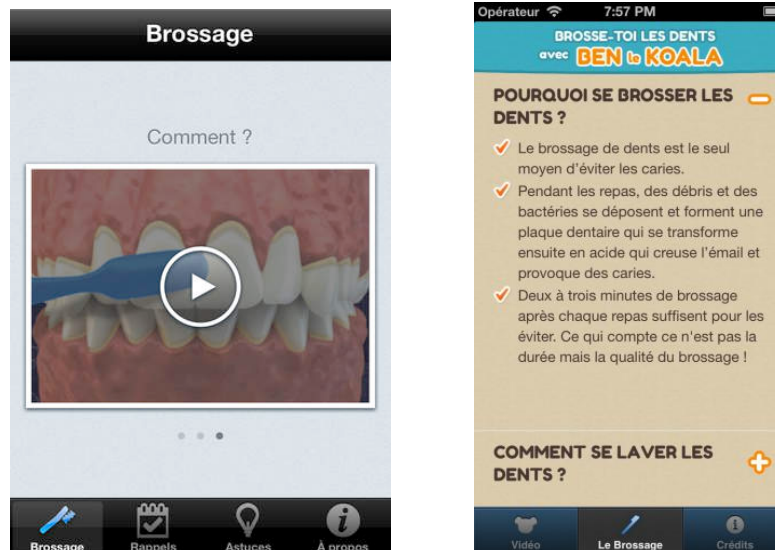 Brossage
Comment ?
Brossage
Rappels
Astuces
À propos
Opérateur
7:57 PM
BROSSE-TOI LES DENTS
avec BEN le KOALA
POURQUOI SE BROSSER LES
DENTS ?
Le brossage de dents est le seul
moyen d'éviter les caries.
Pendant les repas, des débris et des
bactéries se déposent et forment une
plaque dentaire qui se transforme
ensuite en acide qui creuse l'émail et
provoque des caries.
Deux à trois minutes de brossage
après chaque repas suffisent pour les
éviter. Ce qui compte ce n'est pas la
durée mais la qualité du brossage !
COMMENT SE LAVER LES
DENTS ?
Vidéo
Le Brossage
Crédits